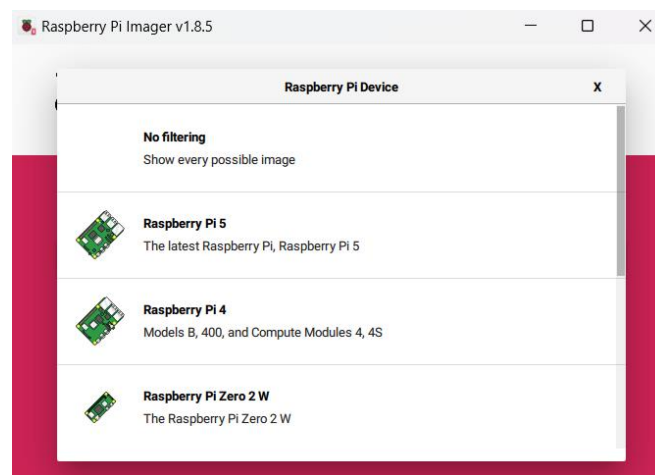 Raspberry Pi Imager v1.8.5
Raspberry Pi Device
X
No filtering
Show every possible image
Raspberry Pi 5
The latest Raspberry Pi, Raspberry Pi 5
Raspberry Pi 4
Models B, 400, and Compute Modules 4, 4S
Raspberry Pi Zero 2 W
The Raspberry Pi Zero 2 W